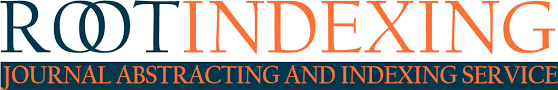 ROOTINDEXING
JOURNAL ABSTRACTING AND INDEXING SERVICE